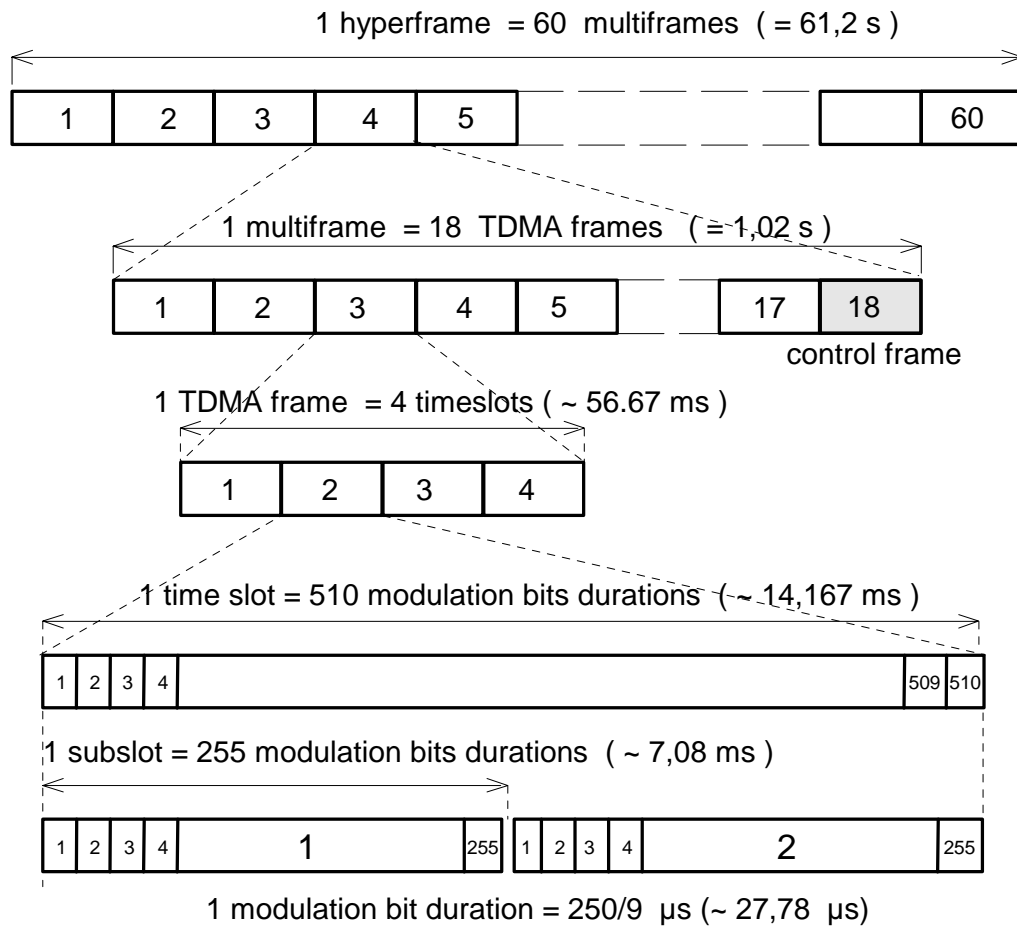 1 hyperframe = 60 multiframes ( = 61,2 s )
1 2 3 4 5 60
1 multiframe = 18 TDMA frames ( = 1,02 s )
1 2 3 4 5 17 18
control frame
1 TDMA frame = 4 timeslots ( ~ 56.67 ms )
1 2 3 4
1 time slot = 510 modulation bits durations ( ~ 14,167 ms )
1 2 3 4 509 510
1 subslot = 255 modulation bits durations ( ~ 7,08 ms )
1 2 3 4 1 255 1 2 3 4 2 255
1 modulation bit duration = 250/9 µs (~ 27,78 µs)